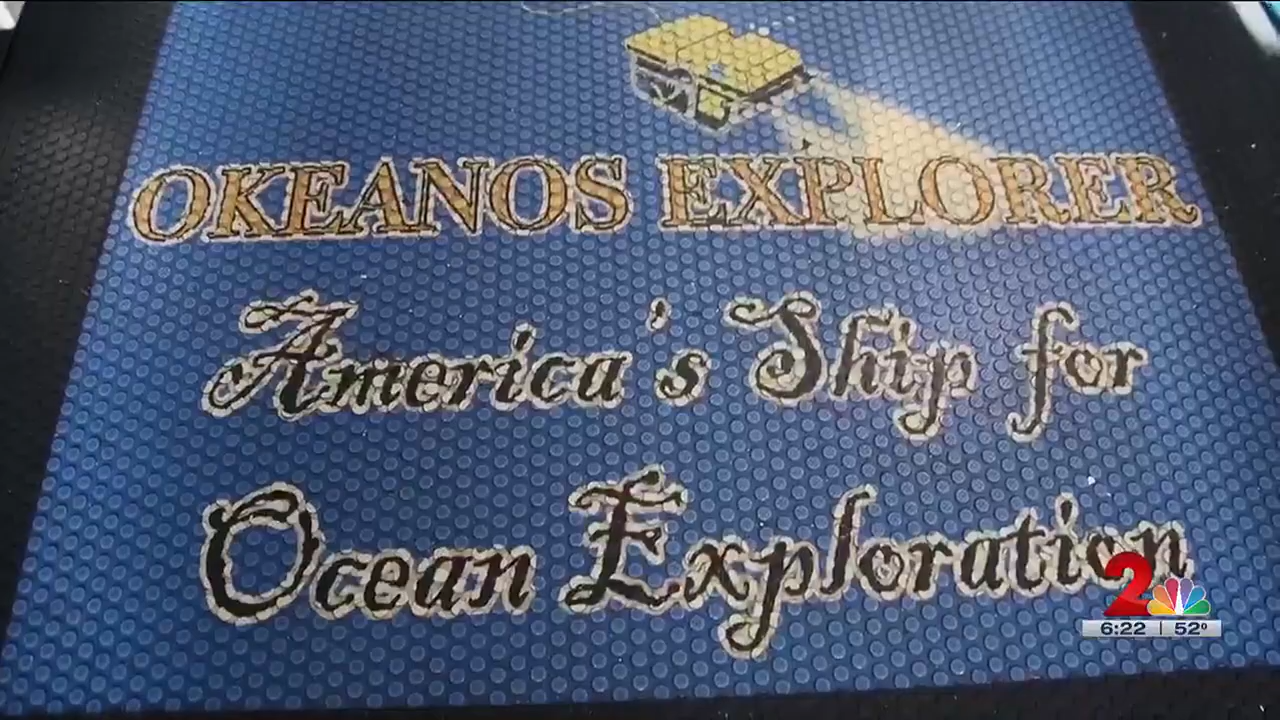 OKEANOS EXPLORER
America's Ship for
Ocean Exploration
2
6:22 | 52°